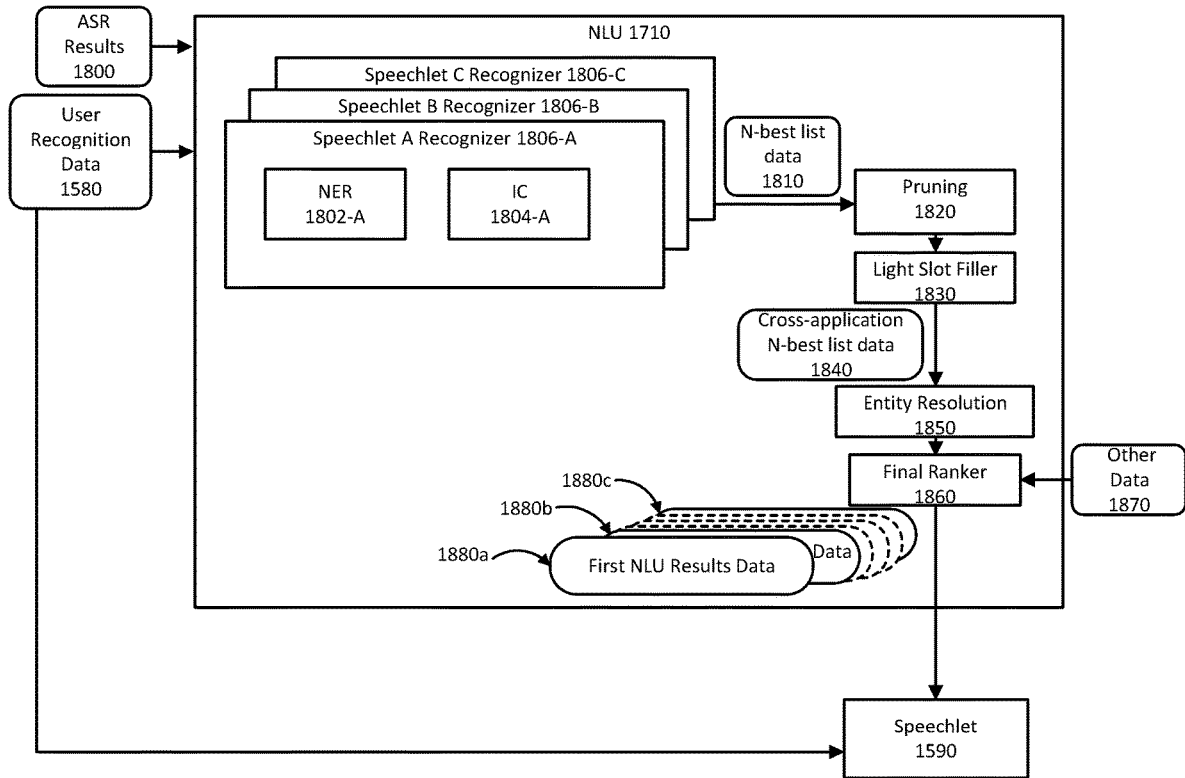 ASR
Results
1800
User
Recognition
Data
1580
NLU 1710
Speechlet C Recognizer 1806-C
Speechlet B Recognizer 1806-B
Speechlet A Recognizer 1806-A
NER
1802-A
IC
1804-A
N-best list
data
1810
Pruning
1820
Light Slot Filler
1830
Cross-application
N-best list data
1840
Entity Resolution
1850
Final Ranker
1860
Other
Data
1870
1880c
1880b
1880a
First NLU Results Data
Data
Speechlet
1590